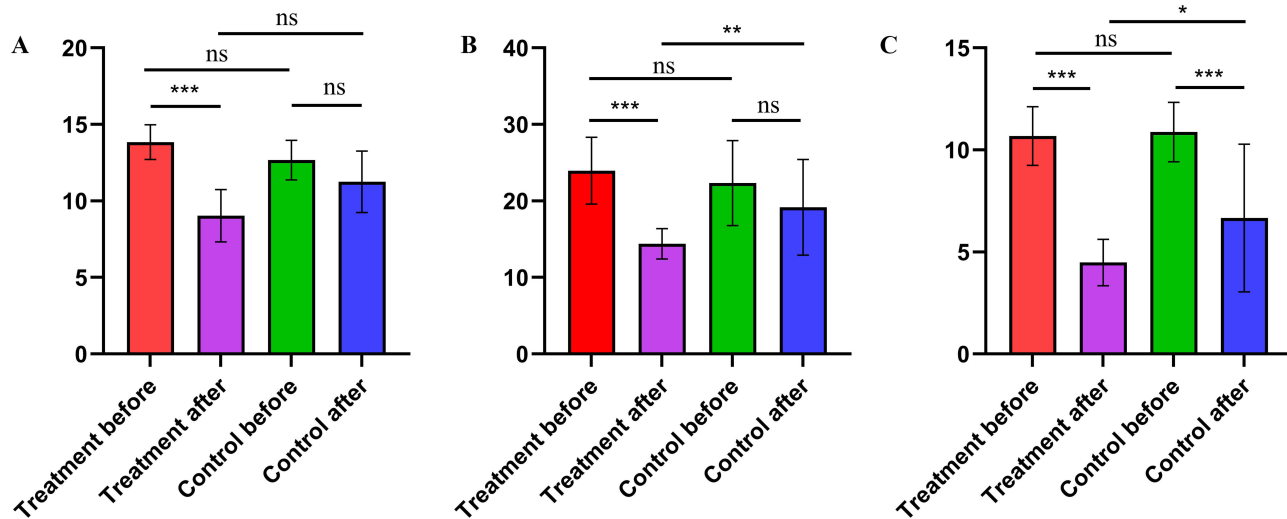 A
ns
ns
***
ns
20
15
10
5
0
Treatment before
Treatment after
Control before
Control after
B
**
ns
***
ns
40
30
20
10
0
Treatment before
Treatment after
Control before
Control after
C
*
ns
***
***
15
10
5
0
Treatment before
Treatment after
Control before
Control after